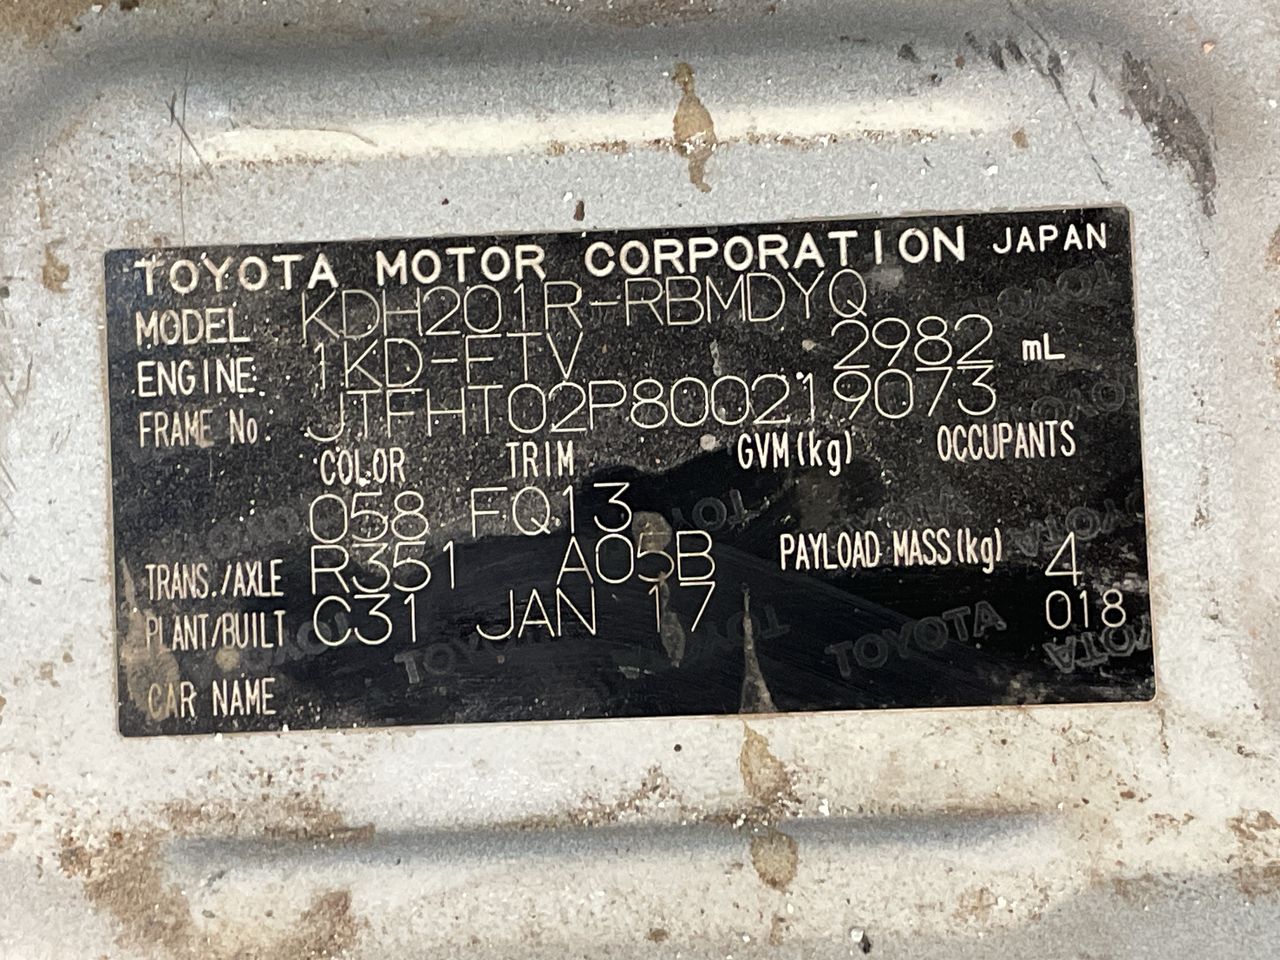 TOYOTA MOTOR CORPORATION JAPAN
MODEL : KDH201R-RBMDYQ
ENGINE: 1KD-FTV 2982 mL
FRAME No: JTFHT02P800219073
COLOR TRIM GVM(kg) OCCUPANTS
058 FQ13
TRANS./AXLE R351 A05B PAYLOAD MASS(kg) 4
PLANT/BUILT C31 JAN 17 018
CAR NAME